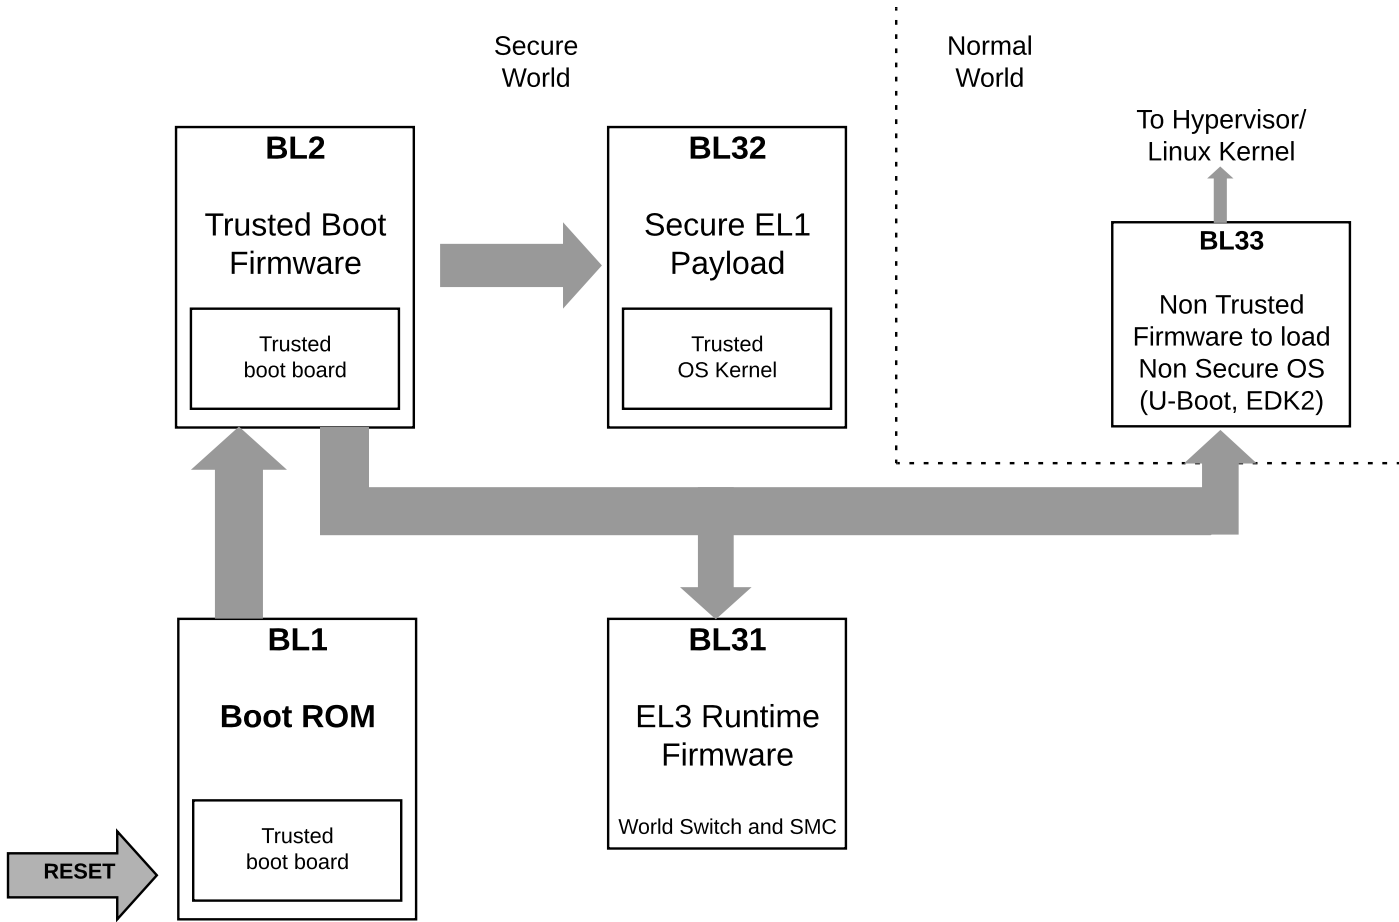 Secure
World
Normal
World
To Hypervisor/
Linux Kernel
BL2
Trusted Boot
Firmware
Trusted
boot board
BL32
Secure EL1
Payload
Trusted
OS Kernel
BL33
Non Trusted
Firmware to load
Non Secure OS
(U-Boot, EDK2)
BL1
Boot ROM
Trusted
boot board
BL31
EL3 Runtime
Firmware
World Switch and SMC
RESET